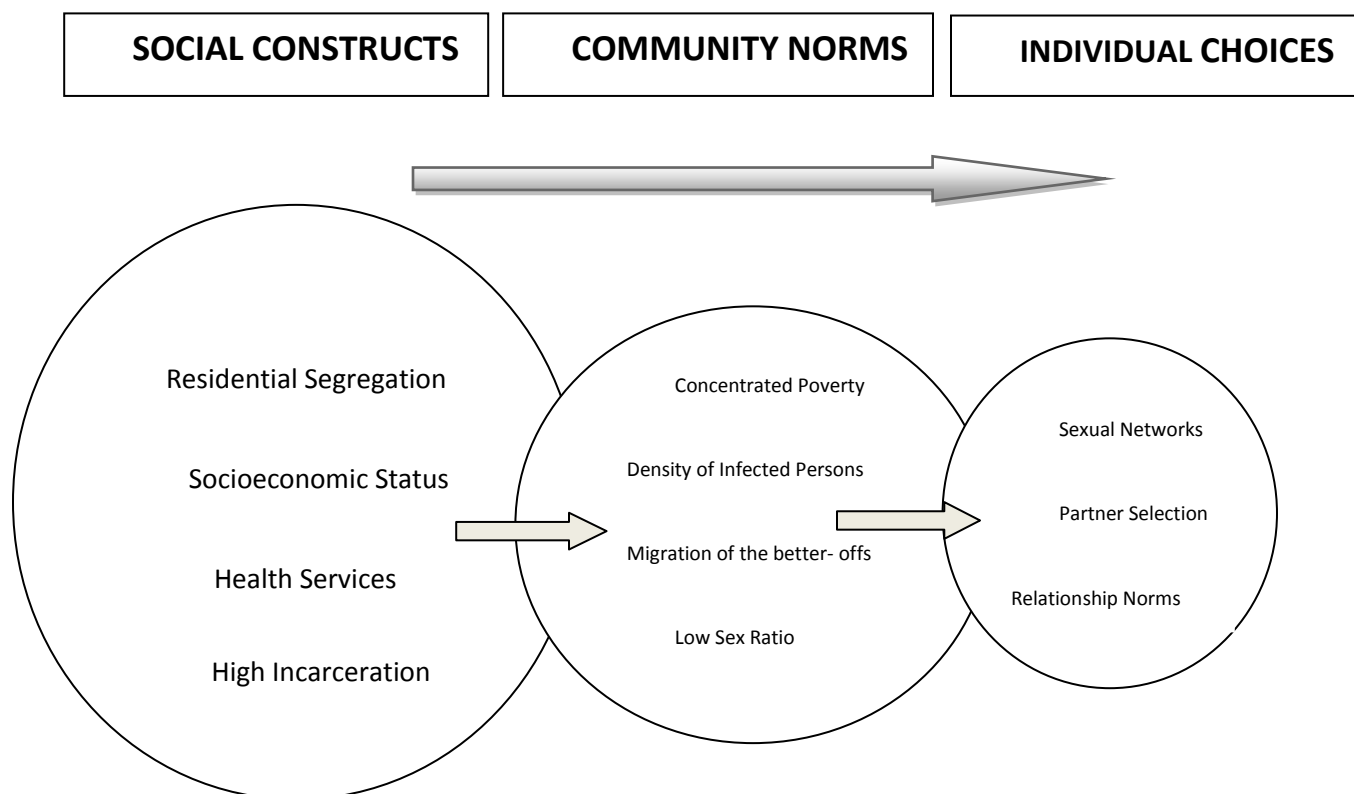 SOCIAL CONSTRUCTS
COMMUNITY NORMS
INDIVIDUAL CHOICES
Residential Segregation
Socioeconomic Status
Health Services
High Incarceration
Concentrated Poverty
Density of Infected Persons
Migration of the better- offs
Low Sex Ratio
Sexual Networks
Partner Selection
Relationship Norms